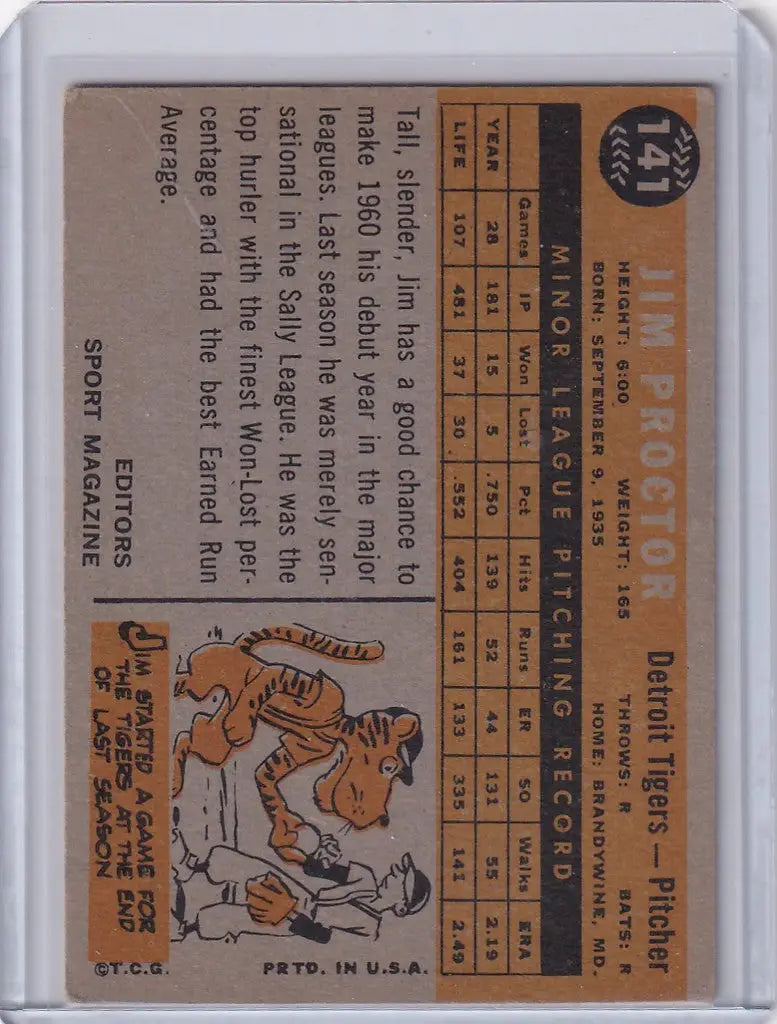 141
JIM PROCTOR Detroit Tigers — Pitcher
HEIGHT: 6:00 WEIGHT: 165 THROWS: R BATS: R
BORN: SEPTEMBER 9, 1935 HOME: BRANDYWINE, MD.
MINOR LEAGUE PITCHING RECORD
Games IP Won Lost Pct Hits Runs ER SO Walks ERA
YEAR 28 181 15 5 .750 139 52 44 131 55 2.19
LIFE 107 481 37 30 .552 404 161 133 335 141 2.49
Tall, slender, Jim has a good chance to
make 1960 his debut year in the major
leagues. Last season he was merely sen-
sational in the Sally League. He was the
top hurler with the finest Won-Lost per-
centage and had the best Earned Run
Average.
EDITORS
SPORT MAGAZINE
JIM STARTED A GAME FOR
THE TIGERS AT THE END
OF LAST SEASON
©T.C.G. PRTD. IN U.S.A.